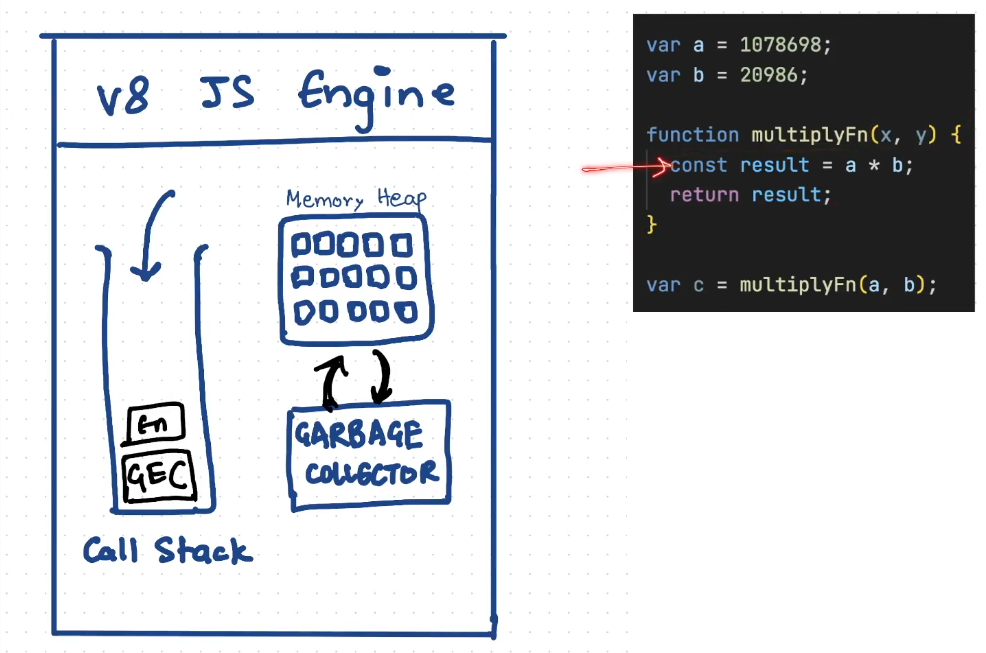 V8 JS Engine
Memory Heap
fn
GEC
GARBAGE
COLLECTOR
Call Stack
var a = 1078698;
var b = 20986;
function multiplyFn(x, y) {
const result = a * b;
return result;
}
var c = multiplyFn(a, b);